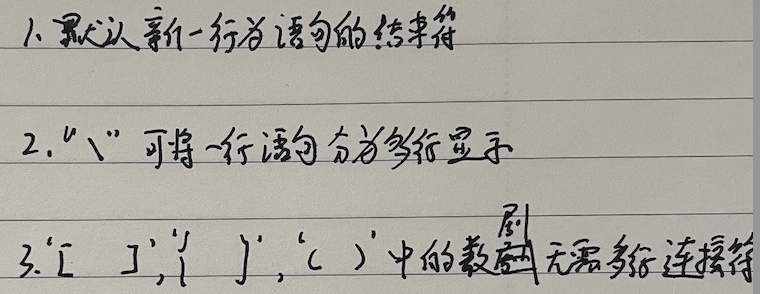 1. 默认新一行为语句的结束符
2. "\" 可将一行语句分为多行显示
3. '[ ]', '{ }', '( )' 中的数据无需多行连接符